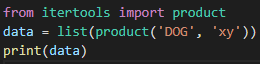 from itertools import product
data = list(product('DOG', 'xy'))
print(data)